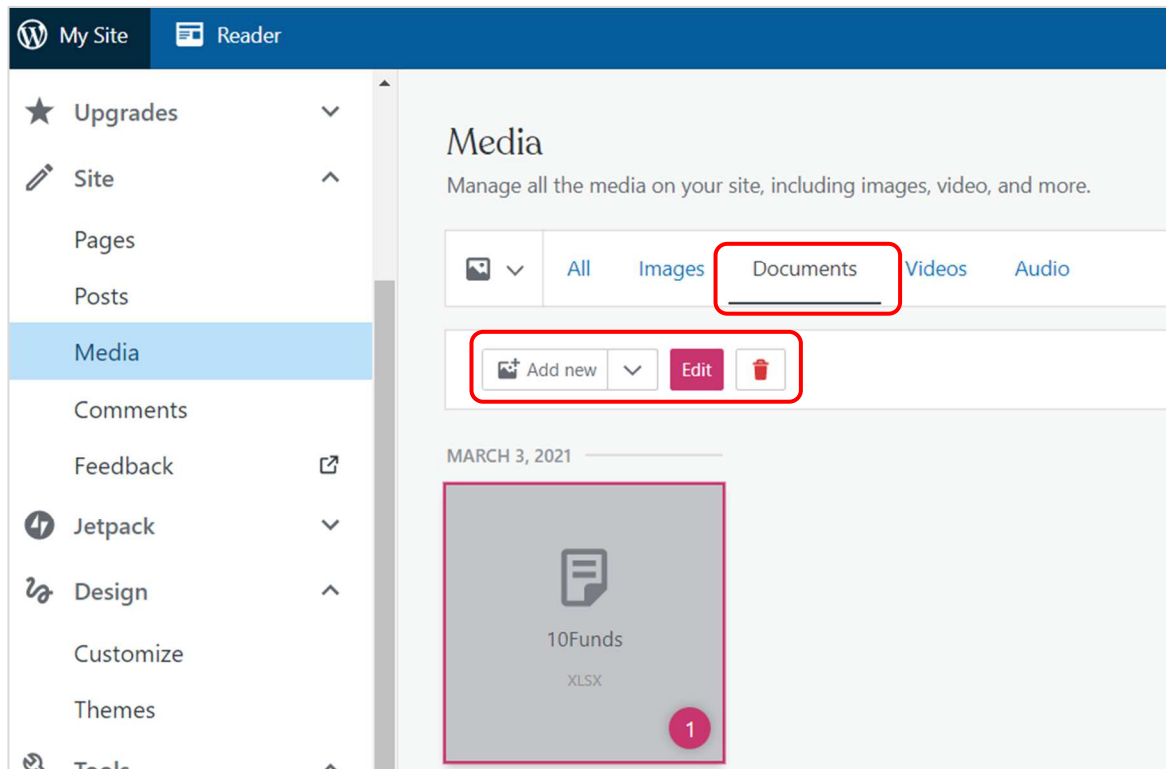 My Site
Reader
Upgrades
Site
Pages
Posts
Media
Comments
Feedback
Jetpack
Design
Customize
Themes
Tools
Media
Manage all the media on your site, including images, video, and more.
All Images Documents Videos Audio
Add new Edit
MARCH 3, 2021
10Funds
XLSX
1